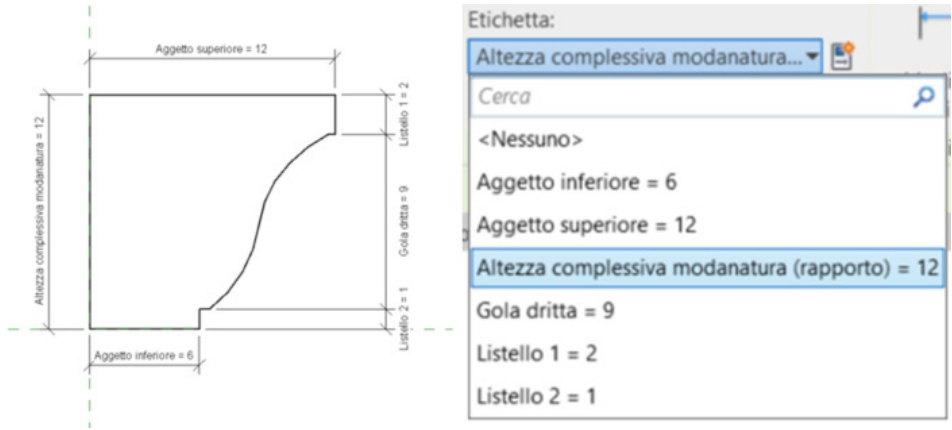 Aggetto superiore = 12
Altezza complessiva modanatura = 12
Listello 1 = 2
Gola dritta = 9
Listello 2 = 1
Aggetto inferiore = 6
Etichetta:
Altezza complessiva modanatura...
Cerca
<Nessuno>
Aggetto inferiore = 6
Aggetto superiore = 12
Altezza complessiva modanatura (rapporto) = 12
Gola dritta = 9
Listello 1 = 2
Listello 2 = 1